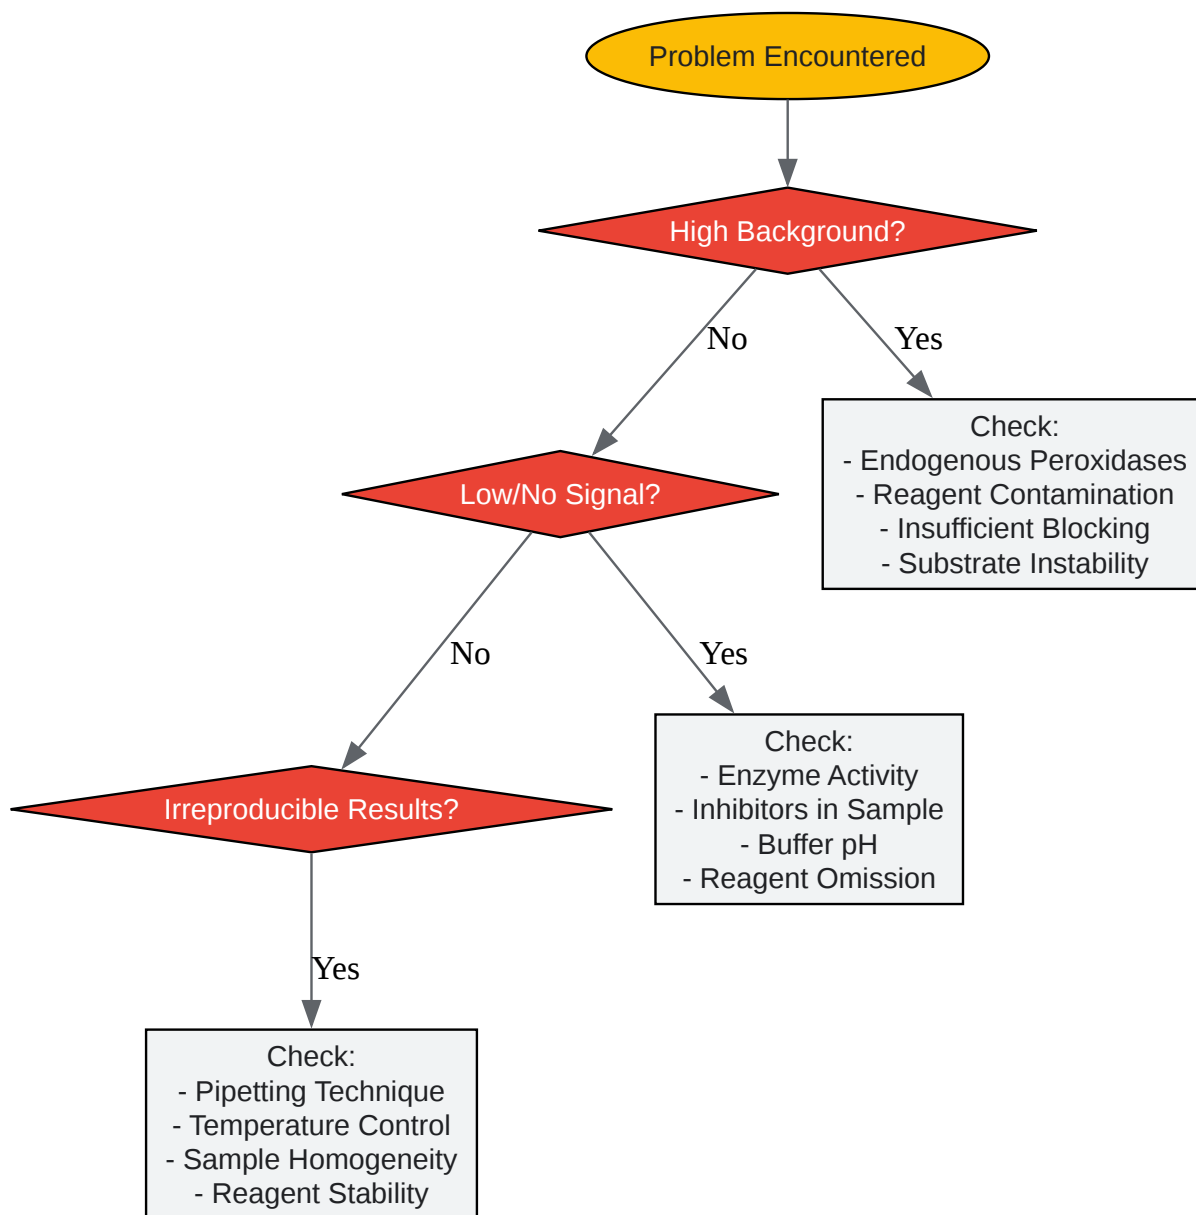 Problem Encountered
High Background?
No
Yes
Check:
- Endogenous Peroxidases
- Reagent Contamination
- Insufficient Blocking
- Substrate Instability
Low/No Signal?
No
Yes
Check:
- Enzyme Activity
- Inhibitors in Sample
- Buffer pH
- Reagent Omission
Irreproducible Results?
Yes
Check:
- Pipetting Technique
- Temperature Control
- Sample Homogeneity
- Reagent Stability